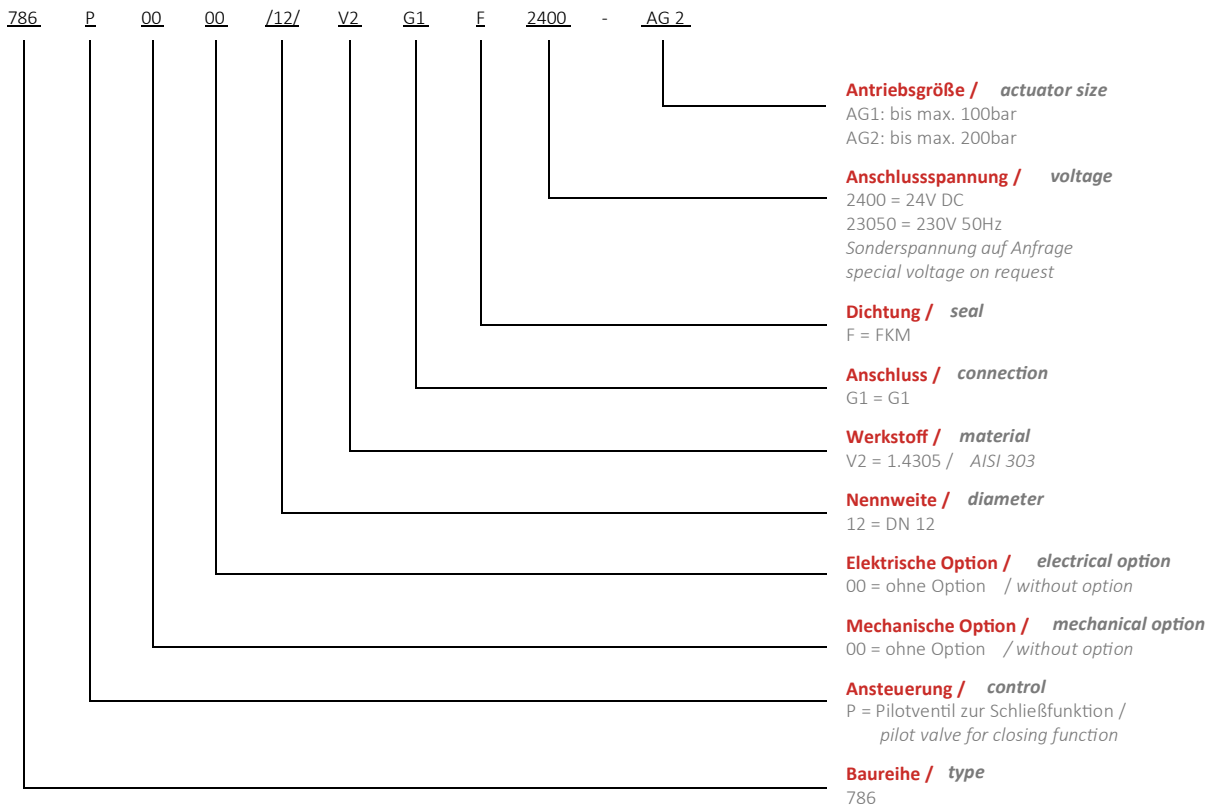 786 P 00 00 /12/ V2 G1 F 2400 - AG 2
Antriebsgröße / actuator size
AG1: bis max. 100bar
AG2: bis max. 200bar
Anschlussspannung / voltage
2400 = 24V DC
23050 = 230V 50Hz
Sonderspannung auf Anfrage
special voltage on request
Dichtung / seal
F = FKM
Anschluss / connection
G1 = G1
Werkstoff / material
V2 = 1.4305 / AISI 303
Nennweite / diameter
12 = DN 12
Elektrische Option / electrical option
00 = ohne Option / without option
Mechanische Option / mechanical option
00 = ohne Option / without option
Ansteuerung / control
P = Pilotventil zur Schließfunktion /
pilot valve for closing function
Baureihe / type
786